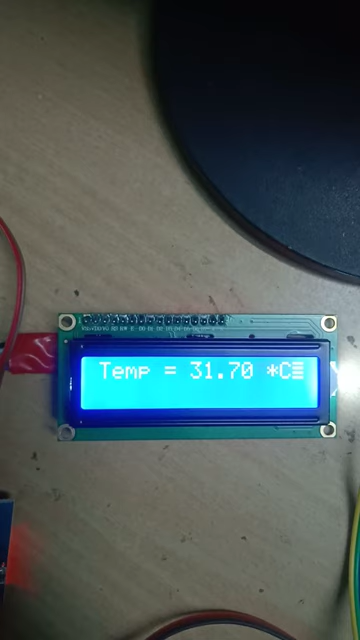 Temp = 31.70 *C≡